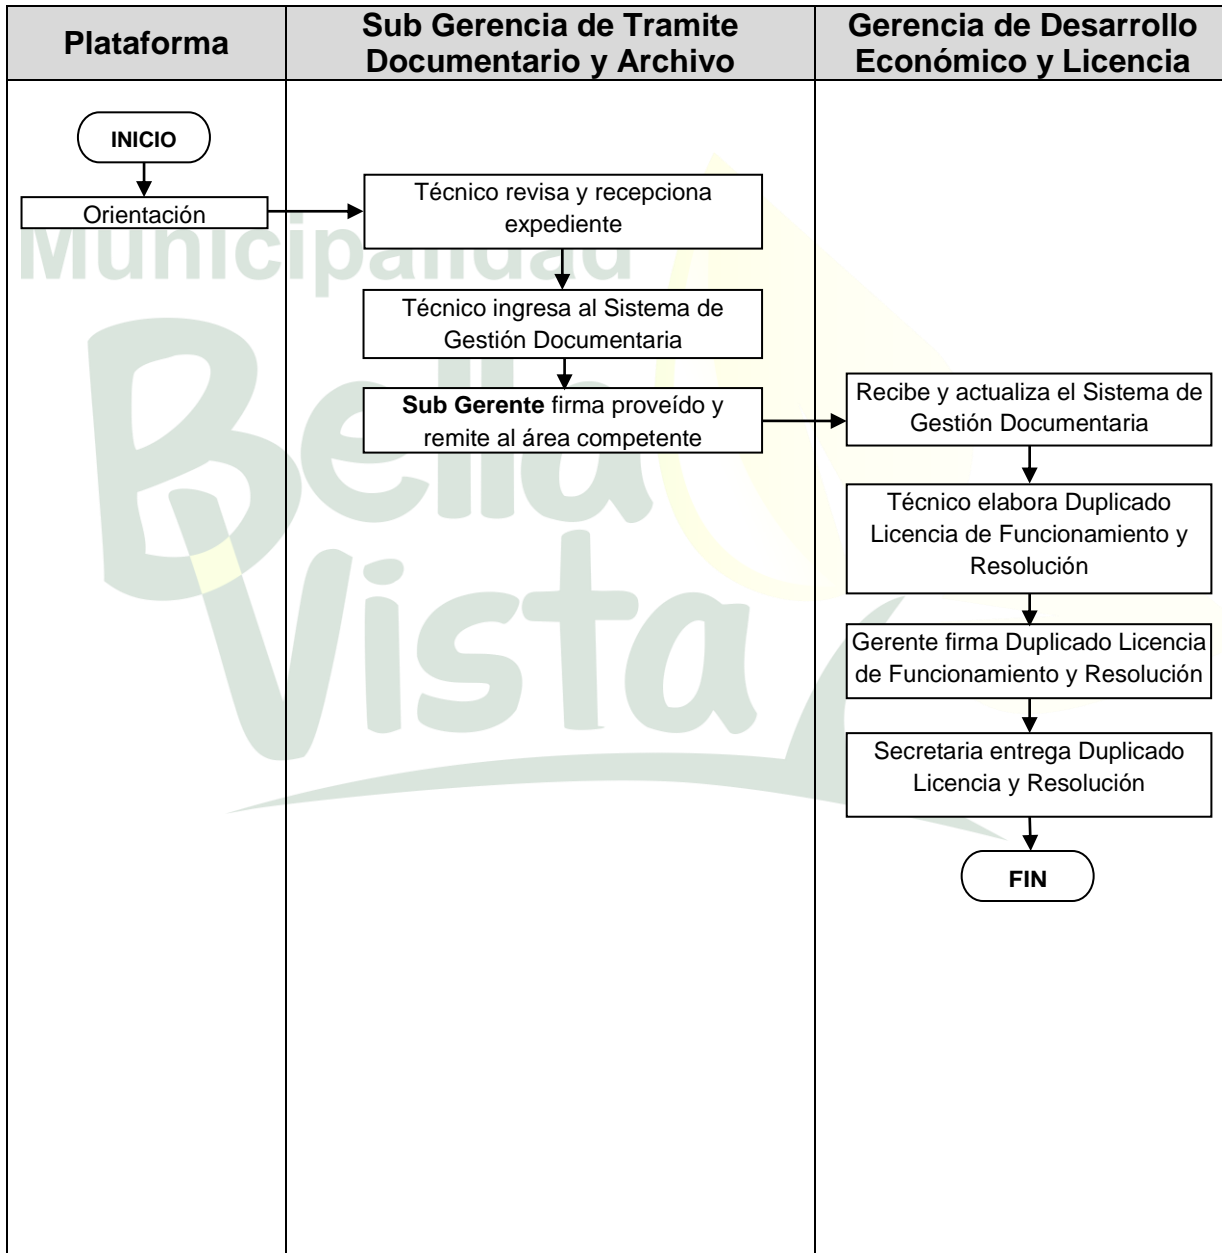 Plataforma
Sub Gerencia de Tramite
Documentario y Archivo
Gerencia de Desarrollo
Económico y Licencia
INICIO
Orientación
Técnico revisa y recepciona
expediente
Técnico ingresa al Sistema de
Gestión Documentaria
Sub Gerente firma proveído y
remite al área competente
Recibe y actualiza el Sistema de
Gestión Documentaria
Técnico elabora Duplicado
Licencia de Funcionamiento y
Resolución
Gerente firma Duplicado Licencia
de Funcionamiento y Resolución
Secretaria entrega Duplicado
Licencia y Resolución
FIN
Municipalidad
Bella
Vista